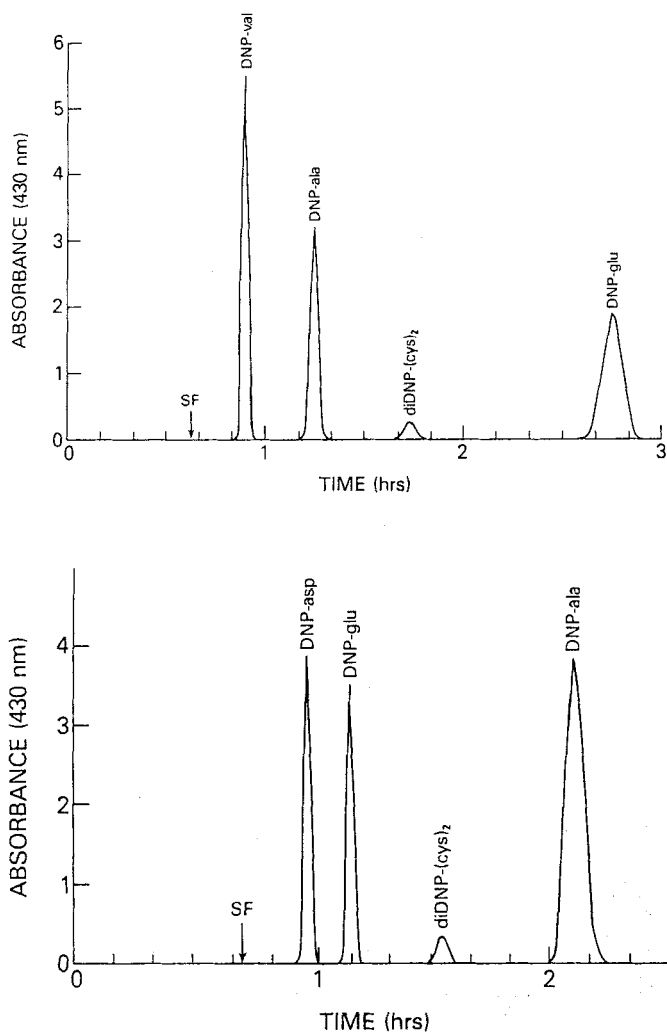 DNP-val
DNP-ala
diDNP-(cys)₂
DNP-glu
SF
6
5
4
3
2
1
0
ABSORBANCE (430 nm)
0 1 2 3
TIME (hrs)
DNP-asp
DNP-glu
diDNP-(cys)₂
DNP-ala
SF
4
3
2
1
0
ABSORBANCE (430 nm)
0 1 2
TIME (hrs)